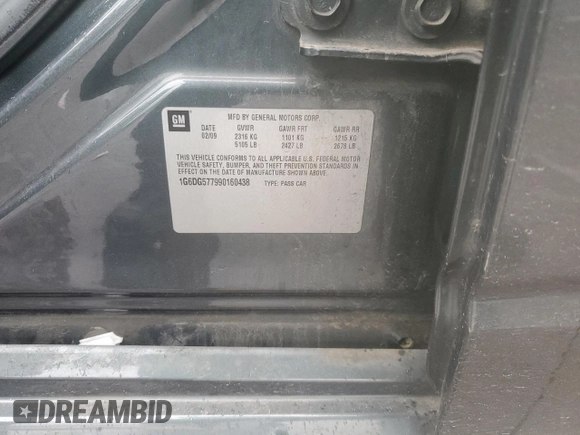 GM
MFD BY GENERAL MOTORS CORP.
DATE GVWR GAWR FRT GAWR RR
02/09 2316 KG 1101 KG 1215 KG
5105 LB 2427 LB 2678 LB
THIS VEHICLE CONFORMS TO ALL APPLICABLE U.S. FEDERAL MOTOR
VEHICLE SAFETY, BUMPER, AND THEFT PREVENTION STANDARDS IN
EFFECT ON THE DATE OF MANUFACTURE SHOWN ABOVE.
1G6DG577990160438 TYPE: PASS CAR
DREAMBID